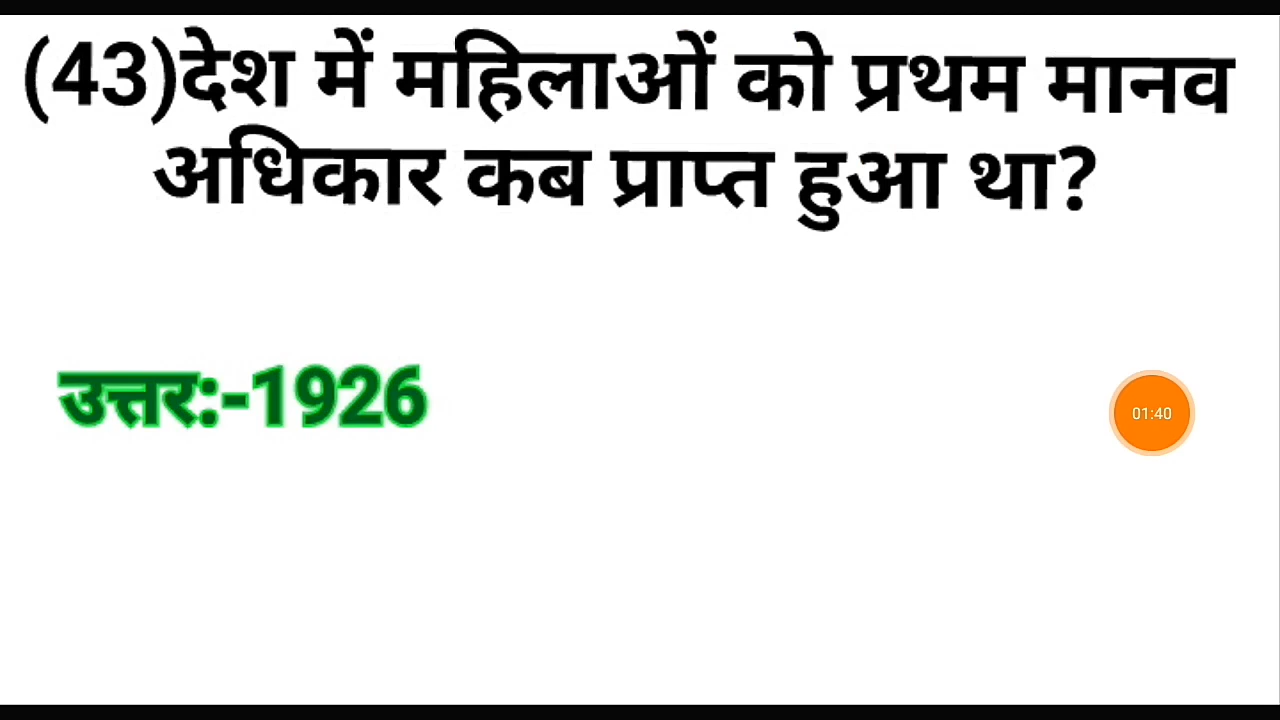 (43)देश में महिलाओं को प्रथम मानव
अधिकार कब प्राप्त हुआ था?
उत्तर:-1926
01:40